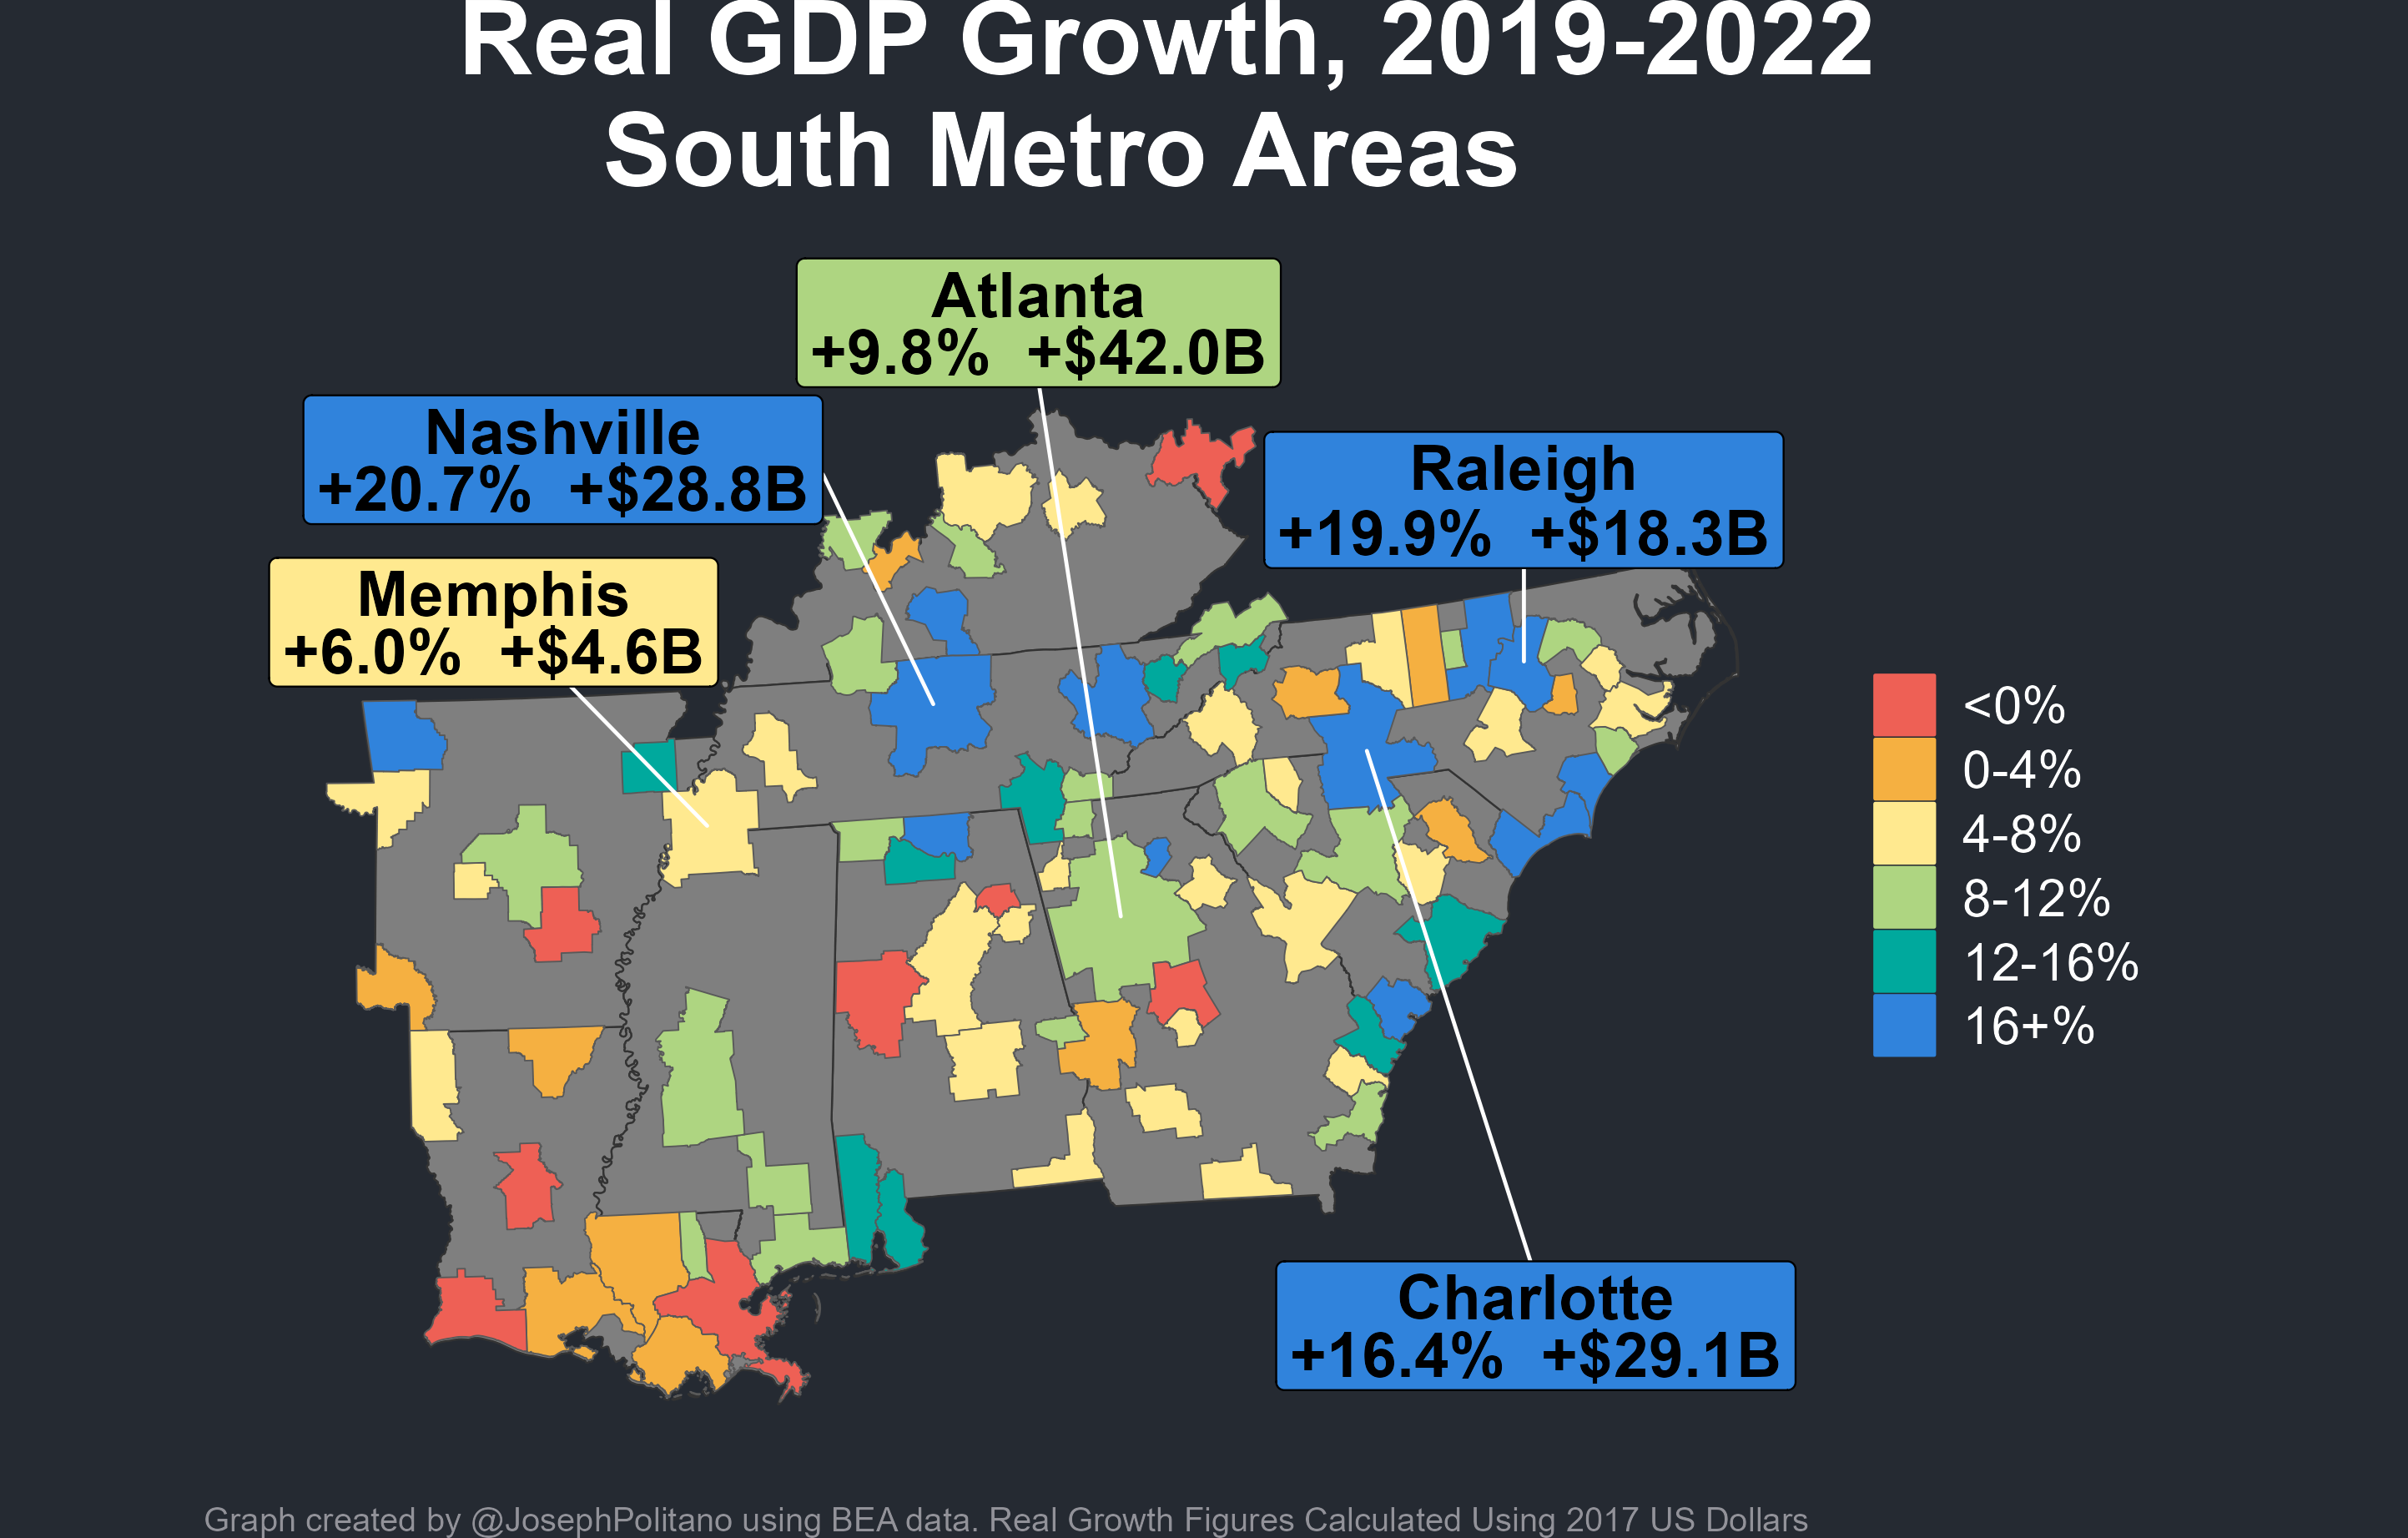 Real GDP Growth, 2019-2022
South Metro Areas
Atlanta
+9.8% +$42.0B
Nashville
+20.7% +$28.8B
Raleigh
+19.9% +$18.3B
Memphis
+6.0% +$4.6B
<0%
0-4%
4-8%
8-12%
12-16%
16+%
Charlotte
+16.4% +$29.1B
Graph created by @JosephPolitano using BEA data. Real Growth Figures Calculated Using 2017 US Dollars